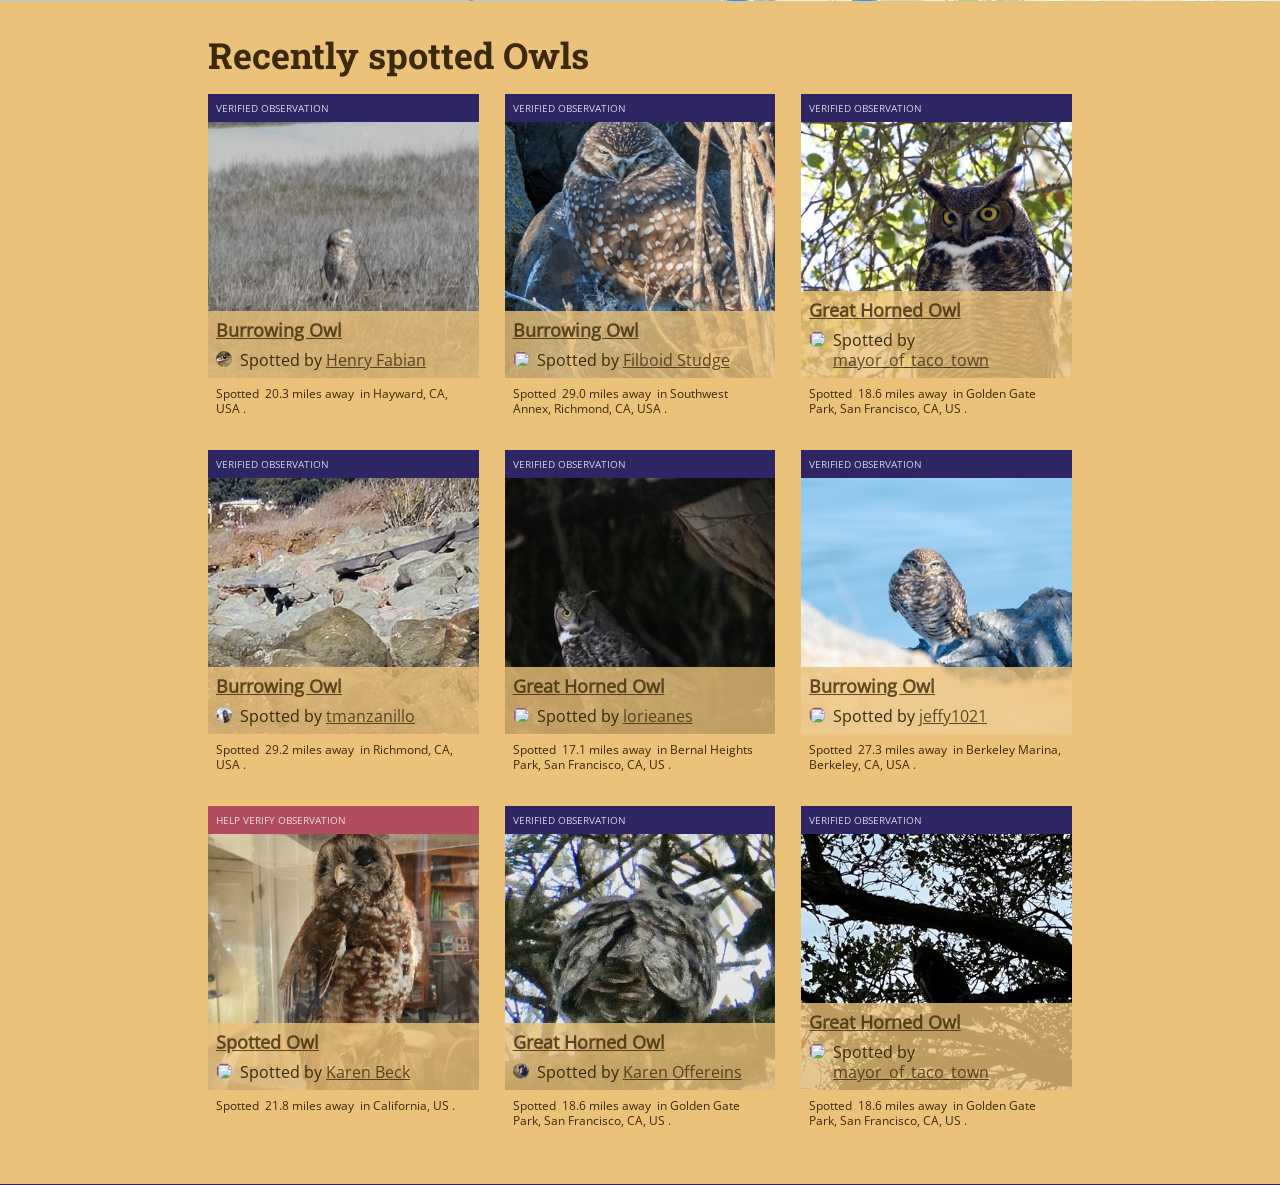 Recently spotted Owls
VERIFIED OBSERVATION
Burrowing Owl
Spotted by Henry Fabian
Spotted 20.3 miles away in Hayward, CA,
USA .
VERIFIED OBSERVATION
Burrowing Owl
Spotted by Filboid Studge
Spotted 29.0 miles away in Southwest
Annex, Richmond, CA, USA .
VERIFIED OBSERVATION
Great Horned Owl
Spotted by
mayor_of_taco_town
Spotted 18.6 miles away in Golden Gate
Park, San Francisco, CA, US .
VERIFIED OBSERVATION
Burrowing Owl
Spotted by tmanzanillo
Spotted 29.2 miles away in Richmond, CA,
USA .
VERIFIED OBSERVATION
Great Horned Owl
Spotted by lorieanes
Spotted 17.1 miles away in Bernal Heights
Park, San Francisco, CA, US .
VERIFIED OBSERVATION
Burrowing Owl
Spotted by jeffy1021
Spotted 27.3 miles away in Berkeley Marina,
Berkeley, CA, USA .
HELP VERIFY OBSERVATION
Spotted Owl
Spotted by Karen Beck
Spotted 21.8 miles away in California, US .
VERIFIED OBSERVATION
Great Horned Owl
Spotted by Karen Offereins
Spotted 18.6 miles away in Golden Gate
Park, San Francisco, CA, US .
VERIFIED OBSERVATION
Great Horned Owl
Spotted by
mayor_of_taco_town
Spotted 18.6 miles away in Golden Gate
Park, San Francisco, CA, US .